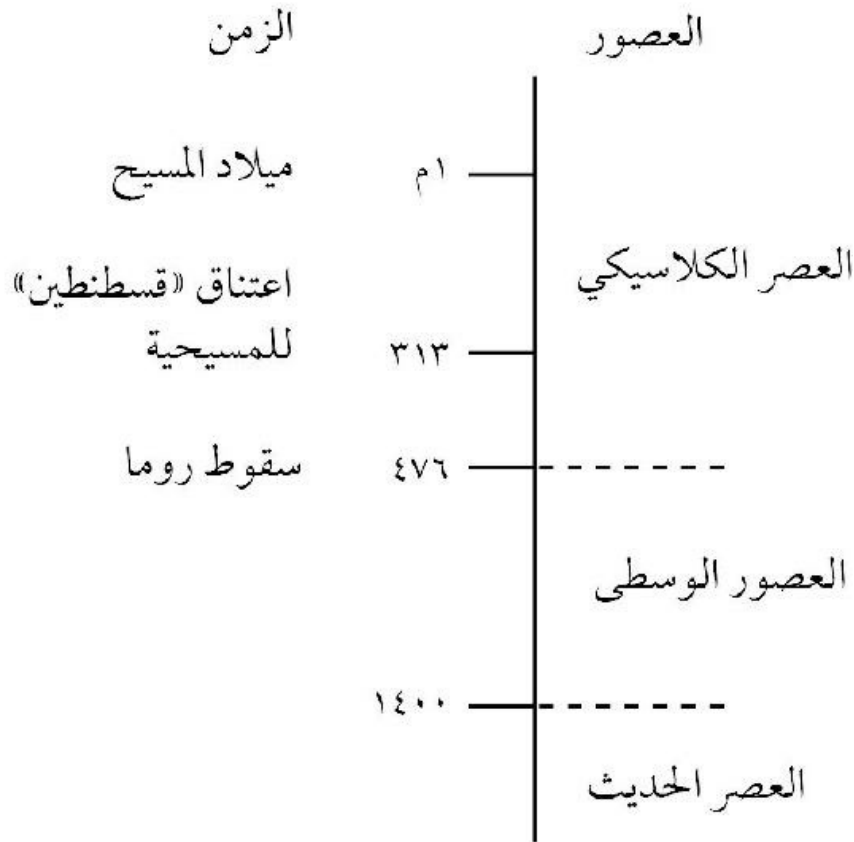 العصور
الزمن
١م
ميلاد المسيح
العصر الكلاسيكي
اعتناق «قسطنطين»
للمسيحية
٣١٣
٤٧٦
سقوط روما
العصور الوسطى
١٤٠٠
العصر الحديث